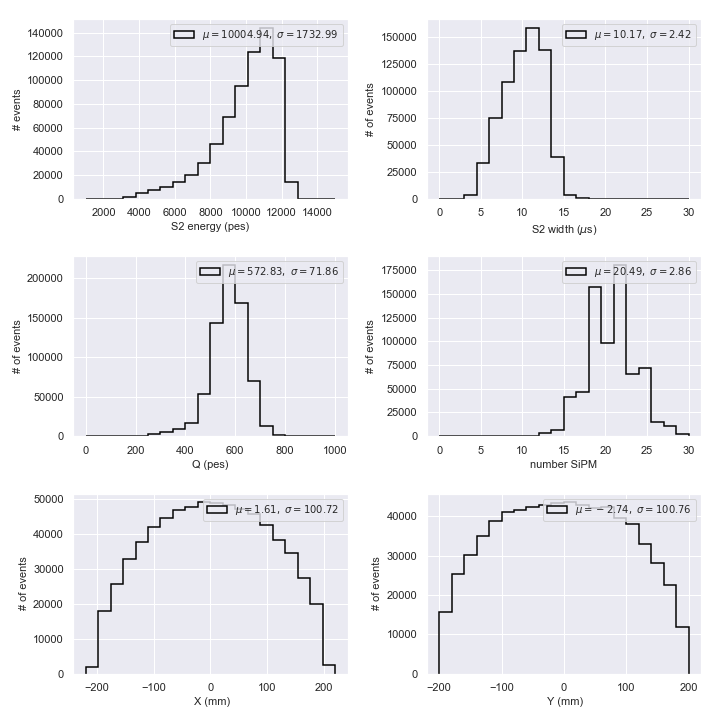 μ = 10004.94, σ = 1732.99
# events
140000
120000
100000
80000
60000
40000
20000
0
2000 4000 6000 8000 10000 12000 14000
S2 energy (pes)
μ = 10.17, σ = 2.42
# of events
150000
125000
100000
75000
50000
25000
0
0 5 10 15 20 25 30
S2 width (μs)
μ = 572.83, σ = 71.86
# of events
200000
150000
100000
50000
0
0 200 400 600 800 1000
Q (pes)
μ = 20.49, σ = 2.86
# of events
175000
150000
125000
100000
75000
50000
25000
0
0 5 10 15 20 25 30
number SiPM
μ = 1.61, σ = 100.72
# of events
50000
40000
30000
20000
10000
0
−200 −100 0 100 200
X (mm)
μ = −2.74, σ = 100.76
# of events
40000
30000
20000
10000
0
−200 −100 0 100 200
Y (mm)